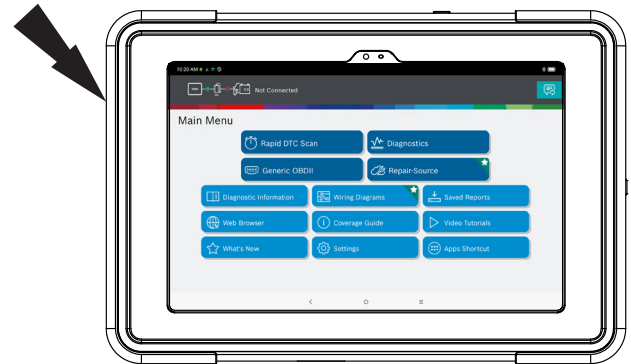 10:20 AM
Not Connected
Main Menu
Rapid DTC Scan
Diagnostics
Generic OBDII
Repair-Source
Diagnostic Information
Wiring Diagrams
Saved Reports
Web Browser
Coverage Guide
Video Tutorials
What's New
Settings
Apps Shortcut